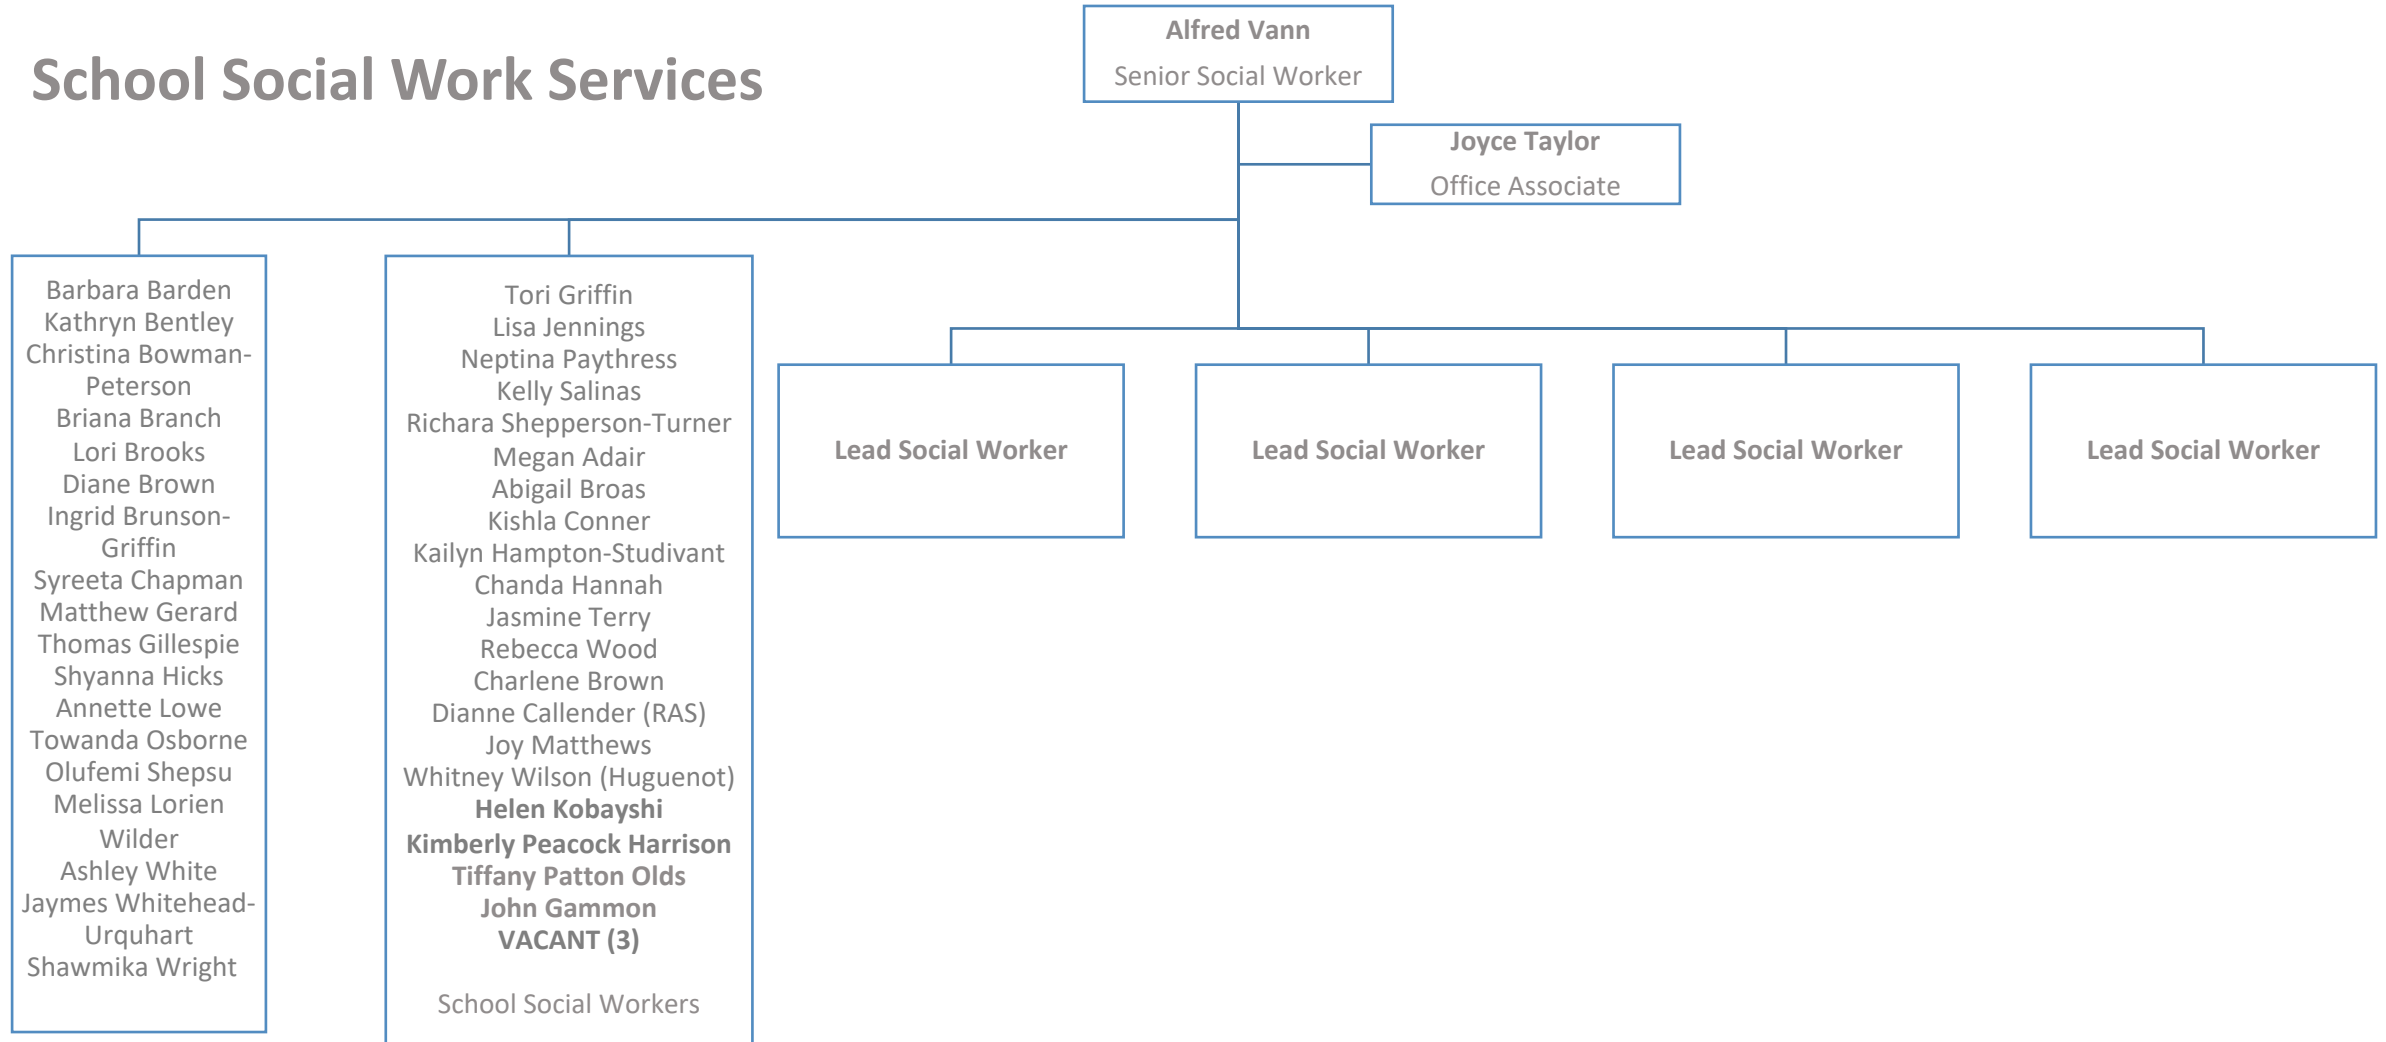 School Social Work Services
Alfred Vann
Senior Social Worker
Joyce Taylor
Office Associate
Barbara Barden
Kathryn Bentley
Christina Bowman-
Peterson
Briana Branch
Lori Brooks
Diane Brown
Ingrid Brunson-
Griffin
Syreeta Chapman
Matthew Gerard
Thomas Gillespie
Shyanna Hicks
Annette Lowe
Towanda Osborne
Olufemi Shepsu
Melissa Lorien
Wilder
Ashley White
Jaymes Whitehead-
Urquhart
Shawmika Wright
Tori Griffin
Lisa Jennings
Neptina Paythress
Kelly Salinas
Richara Shepperson-Turner
Megan Adair
Abigail Broas
Kishla Conner
Kailyn Hampton-Studivant
Chanda Hannah
Jasmine Terry
Rebecca Wood
Charlene Brown
Dianne Callender (RAS)
Joy Matthews
Whitney Wilson (Huguenot)
Helen Kobayshi
Kimberly Peacock Harrison
Tiffany Patton Olds
John Gammon
VACANT (3)
School Social Workers
Lead Social Worker
Lead Social Worker
Lead Social Worker
Lead Social Worker